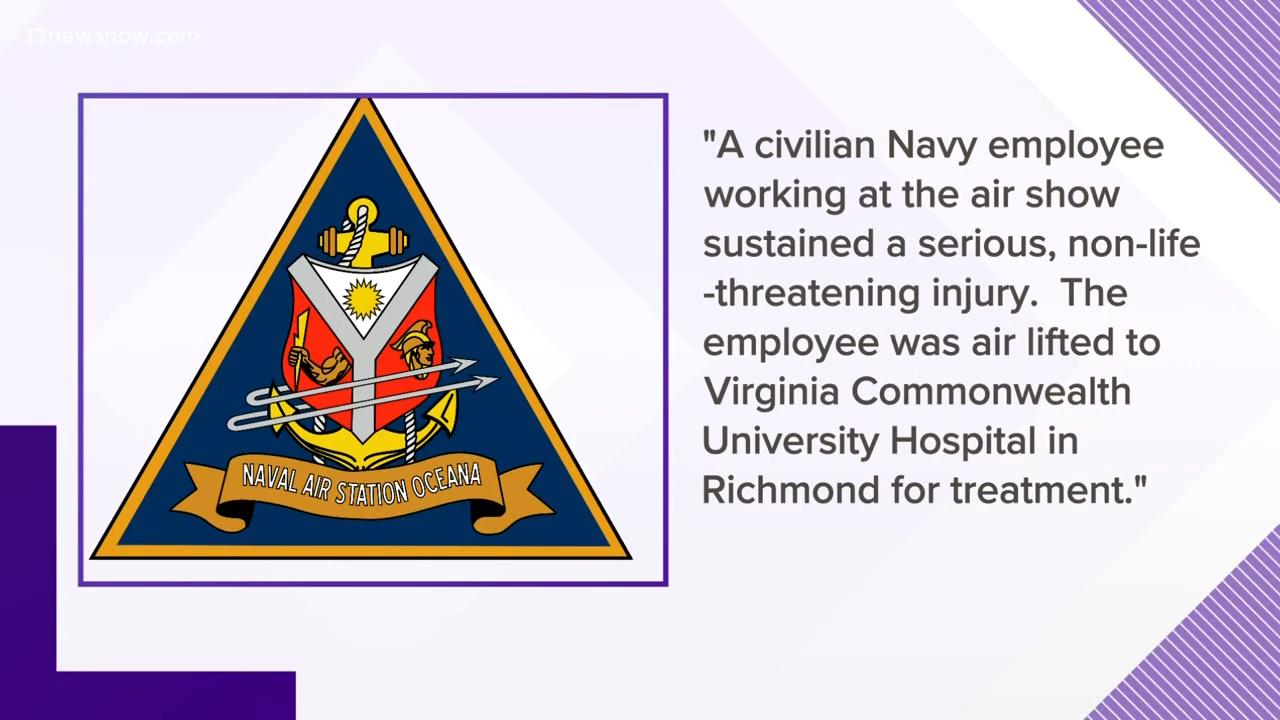 13newsnow.com
"A civilian Navy employee
working at the air show
sustained a serious, non-life
-threatening injury.  The
employee was air lifted to
Virginia Commonwealth
University Hospital in
Richmond for treatment."
NAVAL AIR STATION OCEANA